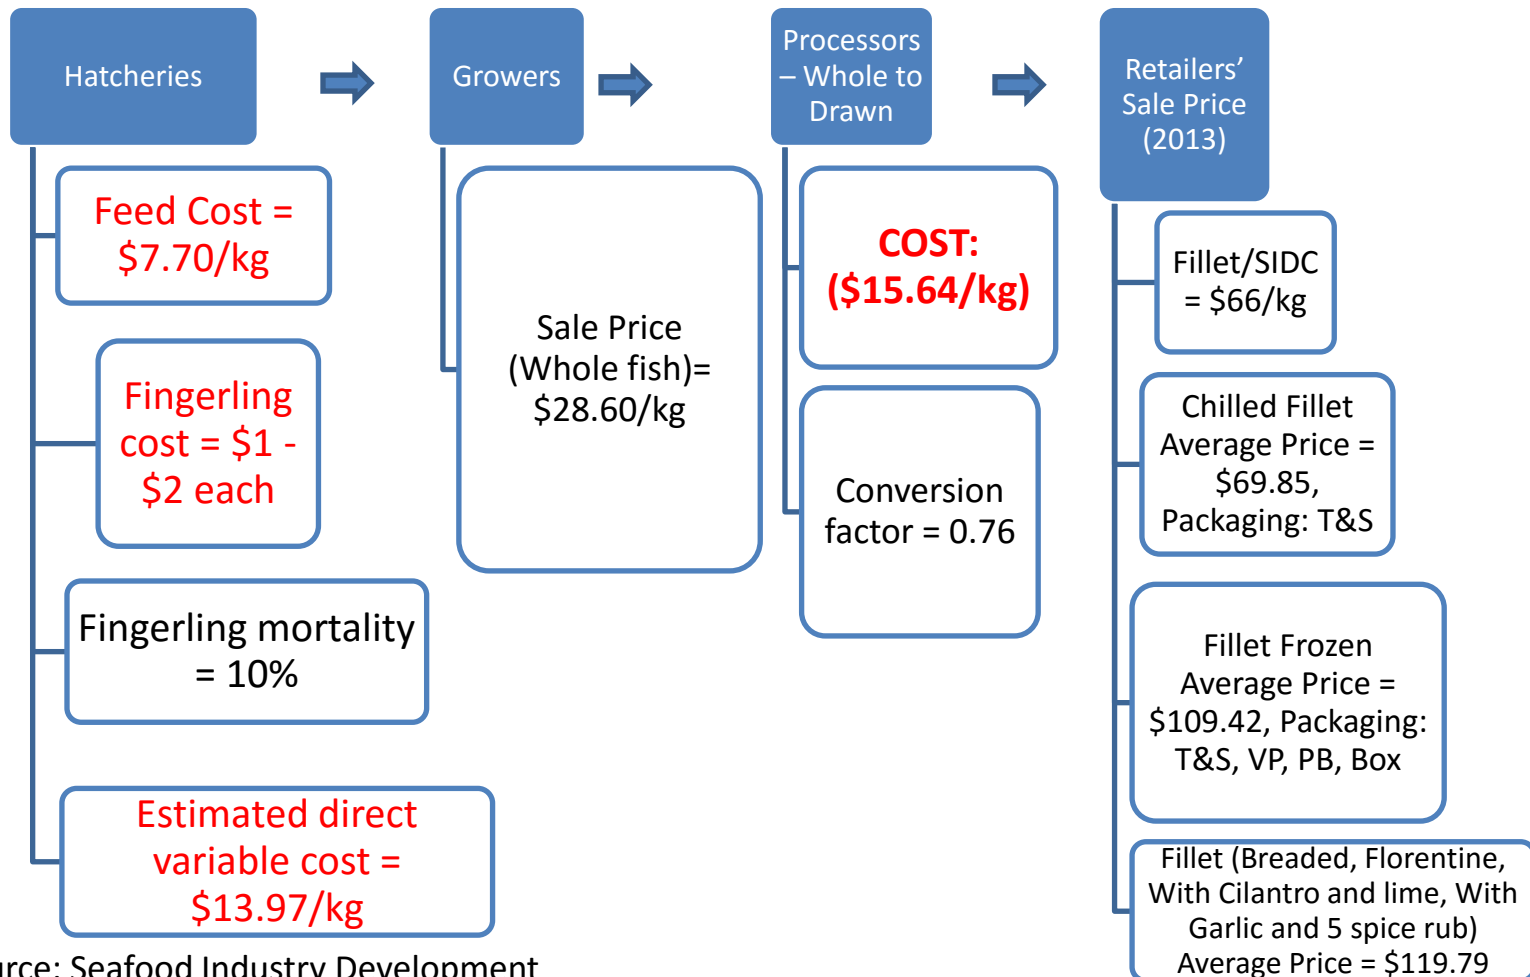 Hatcheries
Feed Cost =
$7.70/kg
Fingerling
cost = $1 -
$2 each
Fingerling mortality
= 10%
Estimated direct
variable cost =
$13.97/kg
Growers
Sale Price
(Whole fish)=
$28.60/kg
Processors
– Whole to
Drawn
COST:
($15.64/kg)
Conversion
factor = 0.76
Retailers’
Sale Price
(2013)
Fillet/SIDC
= $66/kg
Chilled Fillet
Average Price =
$69.85,
Packaging: T&S
Fillet Frozen
Average Price =
$109.42, Packaging:
T&S, VP, PB, Box
Fillet (Breaded, Florentine,
With Cilantro and lime, With
Garlic and 5 spice rub)
Average Price = $119.79
urce: Seafood Industry Development